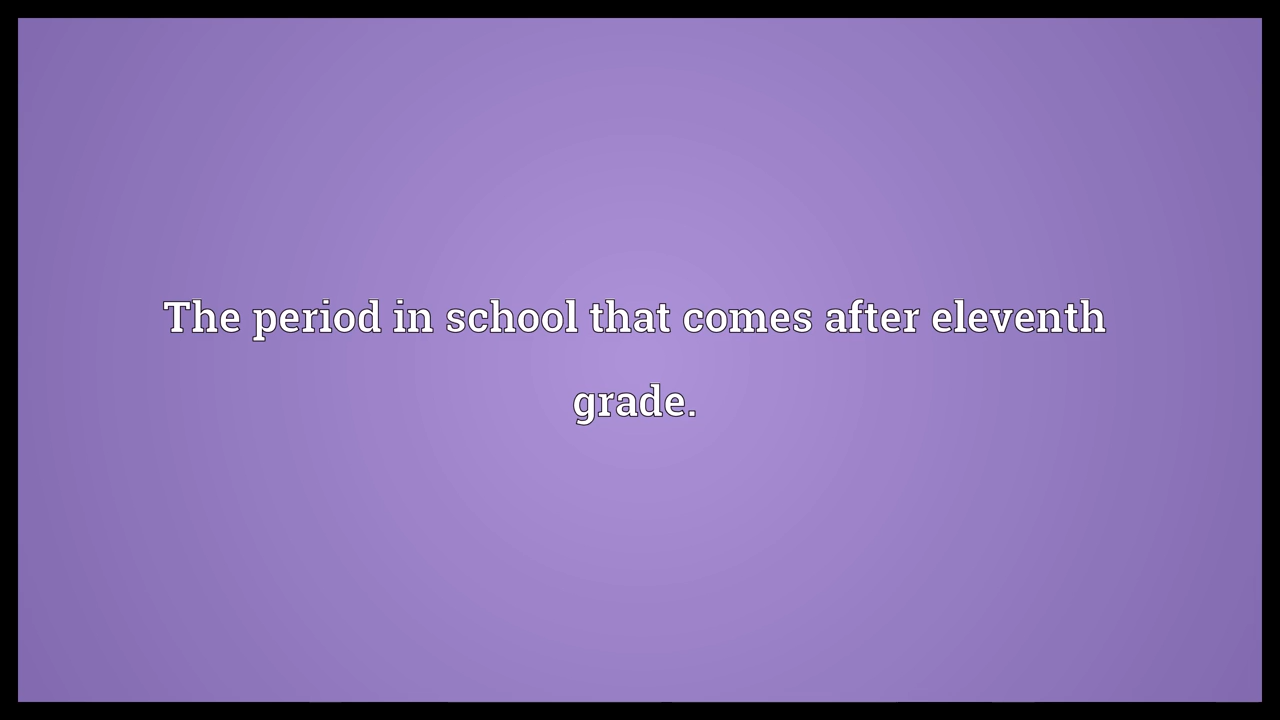 The period in school that comes after eleventh
grade.